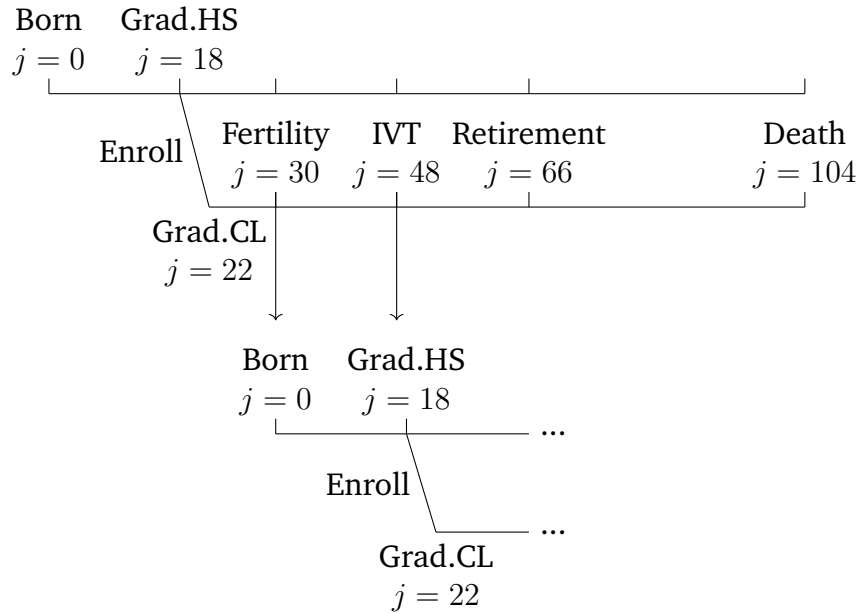 Born Grad.HS
j = 0 j = 18
Enroll
Fertility IVT Retirement Death
j = 30 j = 48 j = 66 j = 104
Grad.CL
j = 22
Born Grad.HS
j = 0 j = 18
...
Enroll
...
Grad.CL
j = 22